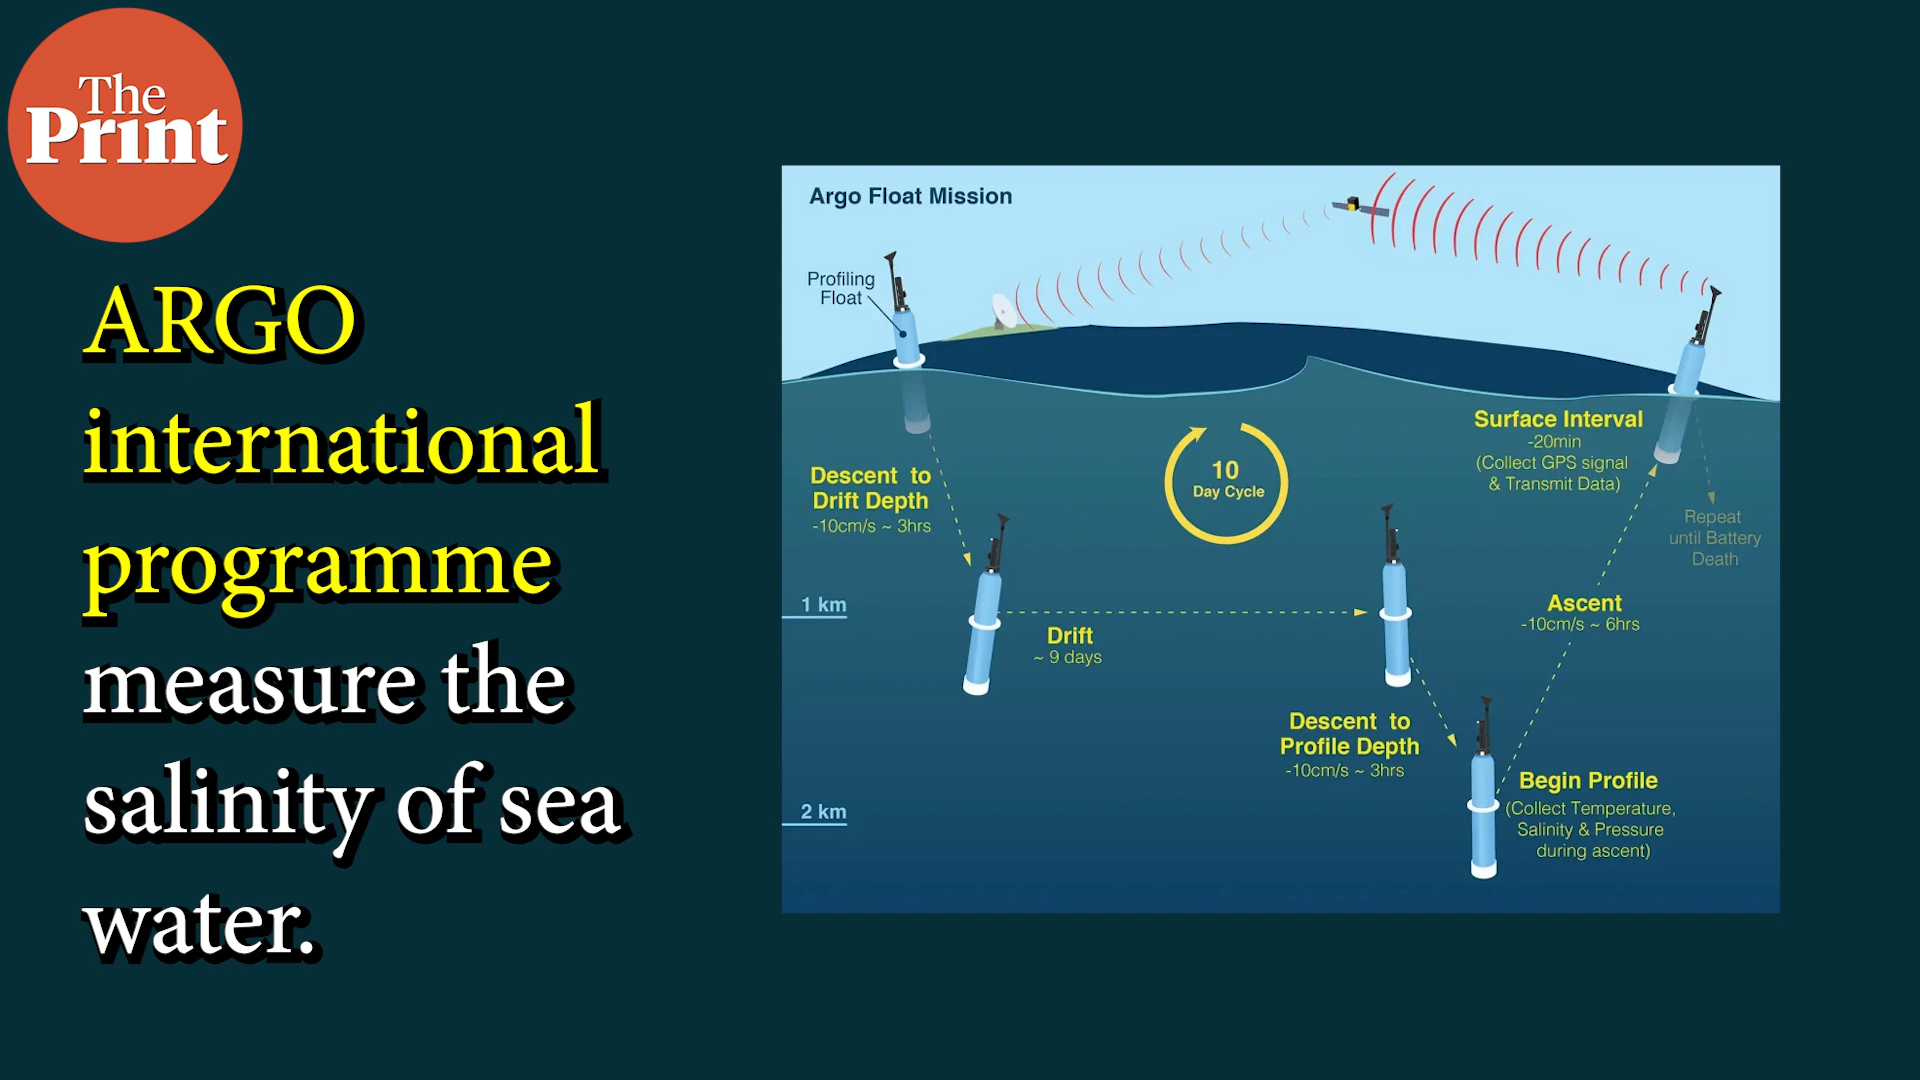 The
Print
ARGO
international
programme
measure the
salinity of sea
water.
Argo Float Mission
Profiling
Float
Descent to
Drift Depth
-10cm/s ~ 3hrs
10
Day Cycle
Surface Interval
-20min
(Collect GPS signal
& Transmit Data)
Repeat
until Battery
Death
1 km
Drift
~ 9 days
Ascent
-10cm/s ~ 6hrs
Descent to
Profile Depth
-10cm/s ~ 3hrs
2 km
Begin Profile
(Collect Temperature,
Salinity & Pressure
during ascent)